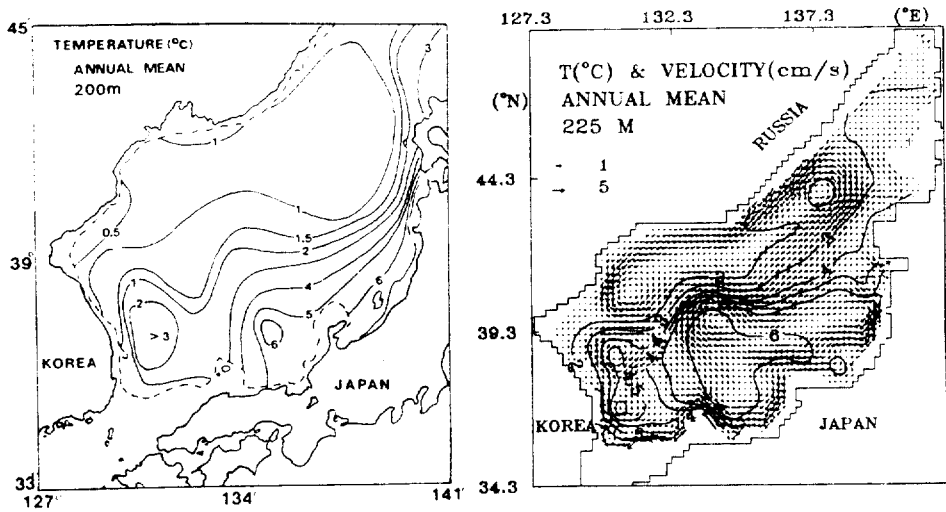 45
TEMPERATURE (°C)
ANNUAL MEAN
200m
3
1
0.5
1
1.5
2
39
1
2
> 3
4
5
6
6
KOREA
JAPAN
33
127°
134°
141°
127.3 132.3 137.3 (°E)
T(°C) & VELOCITY(cm/s)
(°N)
ANNUAL MEAN
225 M
RUSSIA
1
5
44.3
39.3
6
KOREA
JAPAN
34.3